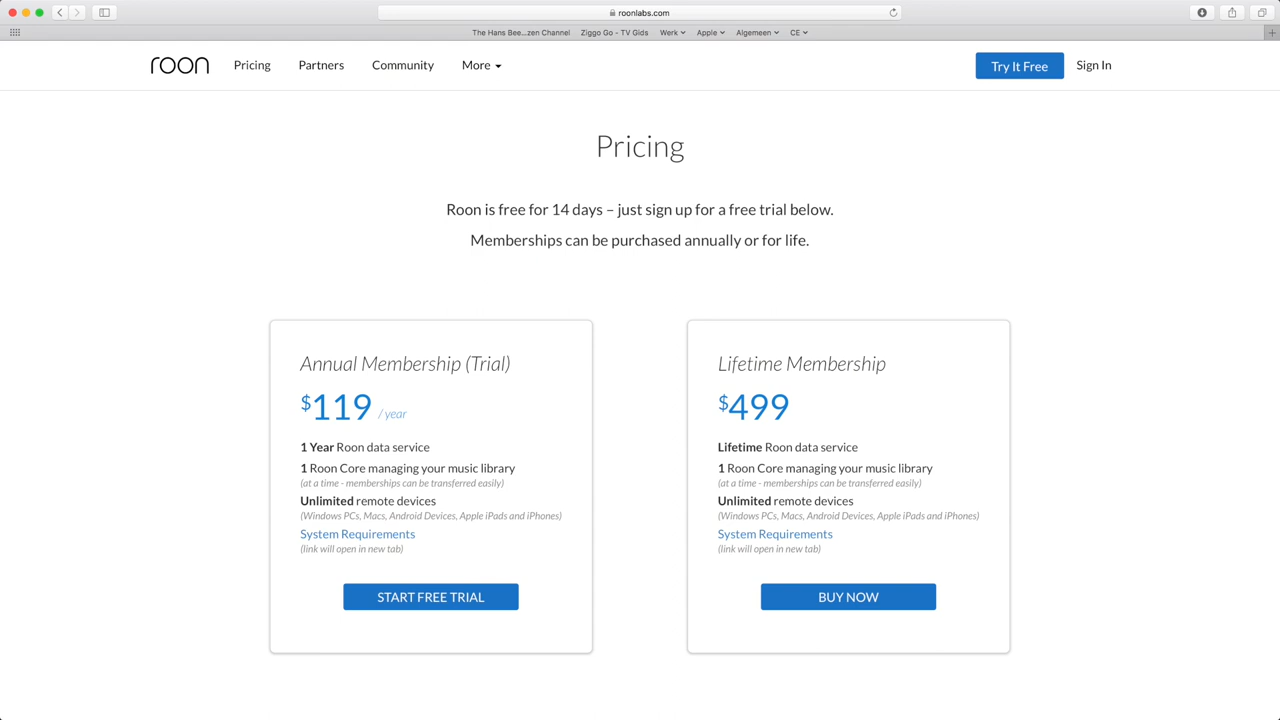 roonlabs.com
The Hans Bee...zen Channel Ziggo Go - TV Gids Werk Apple Algemeen CE
roon Pricing Partners Community More Try It Free Sign In
Pricing
Roon is free for 14 days – just sign up for a free trial below.
Memberships can be purchased annually or for life.
Annual Membership (Trial)
$119 / year
1 Year Roon data service
1 Roon Core managing your music library
(at a time - memberships can be transferred easily)
Unlimited remote devices
(Windows PCs, Macs, Android Devices, Apple iPads and iPhones)
System Requirements
(link will open in new tab)
START FREE TRIAL
Lifetime Membership
$499
Lifetime Roon data service
1 Roon Core managing your music library
(at a time - memberships can be transferred easily)
Unlimited remote devices
(Windows PCs, Macs, Android Devices, Apple iPads and iPhones)
System Requirements
(link will open in new tab)
BUY NOW